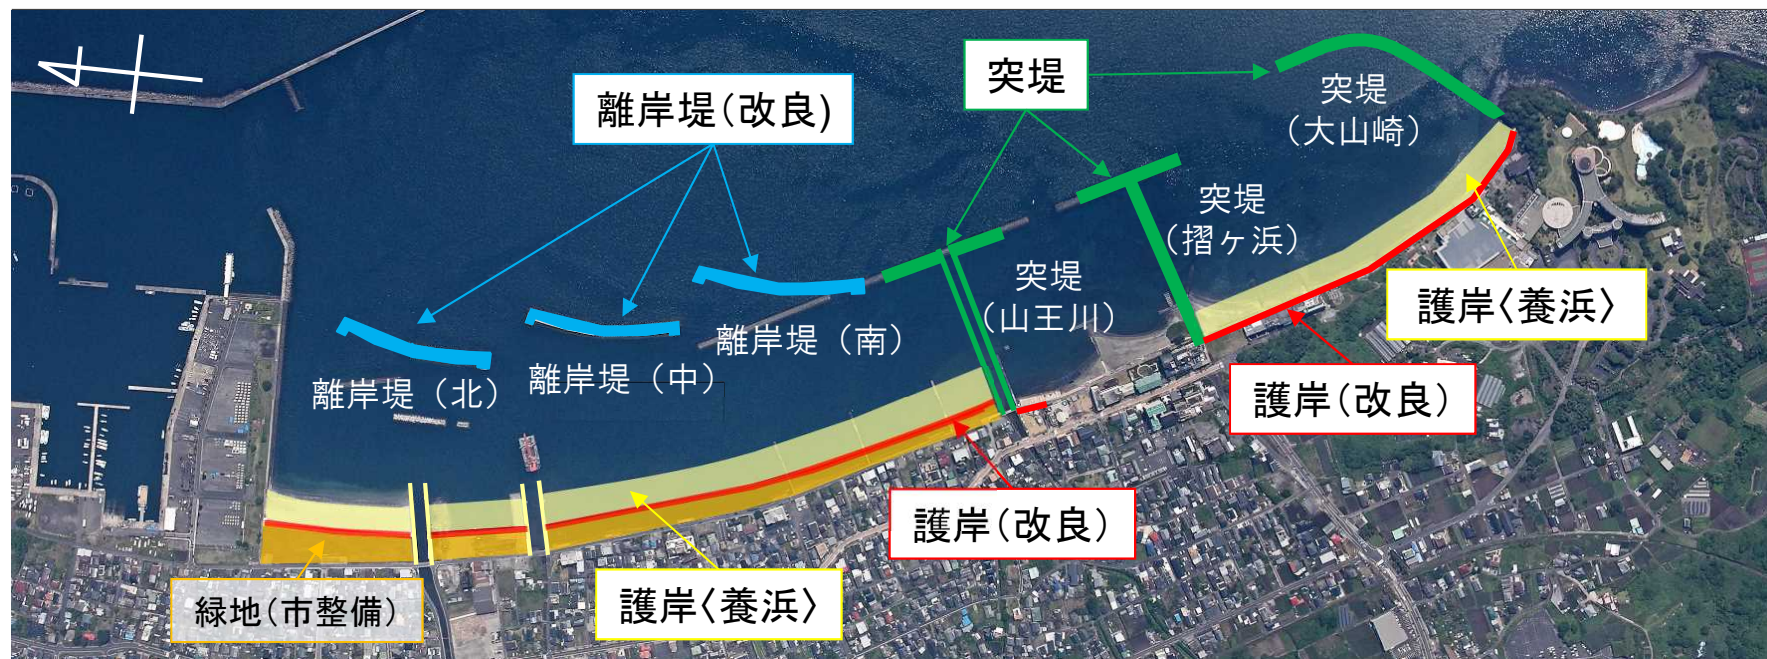 突堤
離岸堤(改良)
突堤
(大山崎)
突堤
(摺ヶ浜)
突堤
(山王川)
護岸〈養浜〉
離岸堤(南)
離岸堤(中)
離岸堤(北)
護岸(改良)
護岸(改良)
護岸〈養浜〉
緑地(市整備)